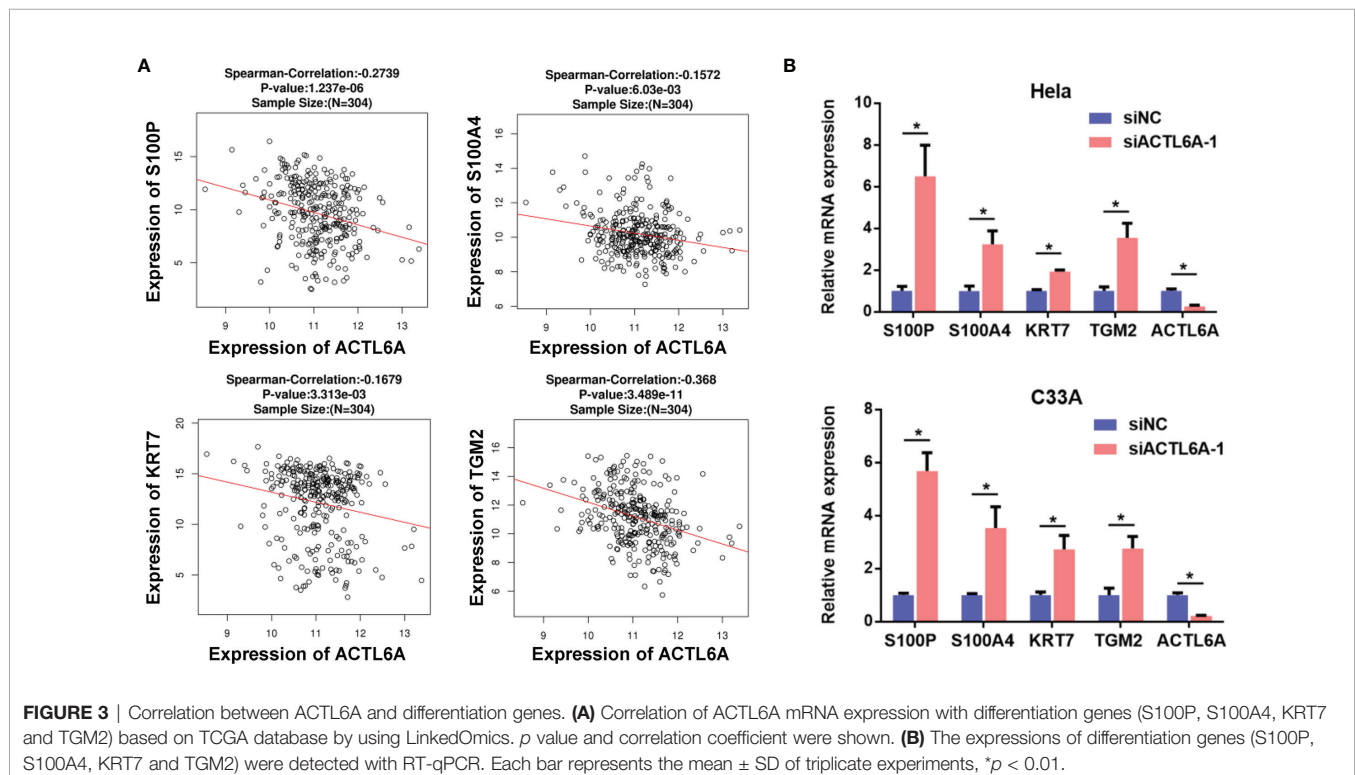 A
Spearman-Correlation:-0.2739
P-value:1.237e-06
Sample Size:(N=304)
Expression of S100P
15
10
5
9 10 11 12 13
Expression of ACTL6A
Spearman-Correlation:-0.1572
P-value:6.03e-03
Sample Size:(N=304)
Expression of S100A4
16
14
12
10
8
6
9 10 11 12 13
Expression of ACTL6A
Spearman-Correlation:-0.1679
P-value:3.313e-03
Sample Size:(N=304)
Expression of KRT7
20
15
10
5
9 10 11 12 13
Expression of ACTL6A
Spearman-Correlation:-0.368
P-value:3.489e-11
Sample Size:(N=304)
Expression of TGM2
16
14
12
10
8
6
9 10 11 12 13
Expression of ACTL6A
B
Hela
siNC
siACTL6A-1
Relative mRNA expression
10
8
6
4
2
0
* * * * *
S100P S100A4 KRT7 TGM2 ACTL6A
C33A
siNC
siACTL6A-1
Relative mRNA expression
8
6
4
2
0
* * * * *
S100P S100A4 KRT7 TGM2 ACTL6A
FIGURE 3 | Correlation between ACTL6A and differentiation genes. (A) Correlation of ACTL6A mRNA expression with differentiation genes (S100P, S100A4, KRT7
and TGM2) based on TCGA database by using LinkedOmics. p value and correlation coefficient were shown. (B) The expressions of differentiation genes (S100P,
S100A4, KRT7 and TGM2) were detected with RT-qPCR. Each bar represents the mean ± SD of triplicate experiments, *p < 0.01.